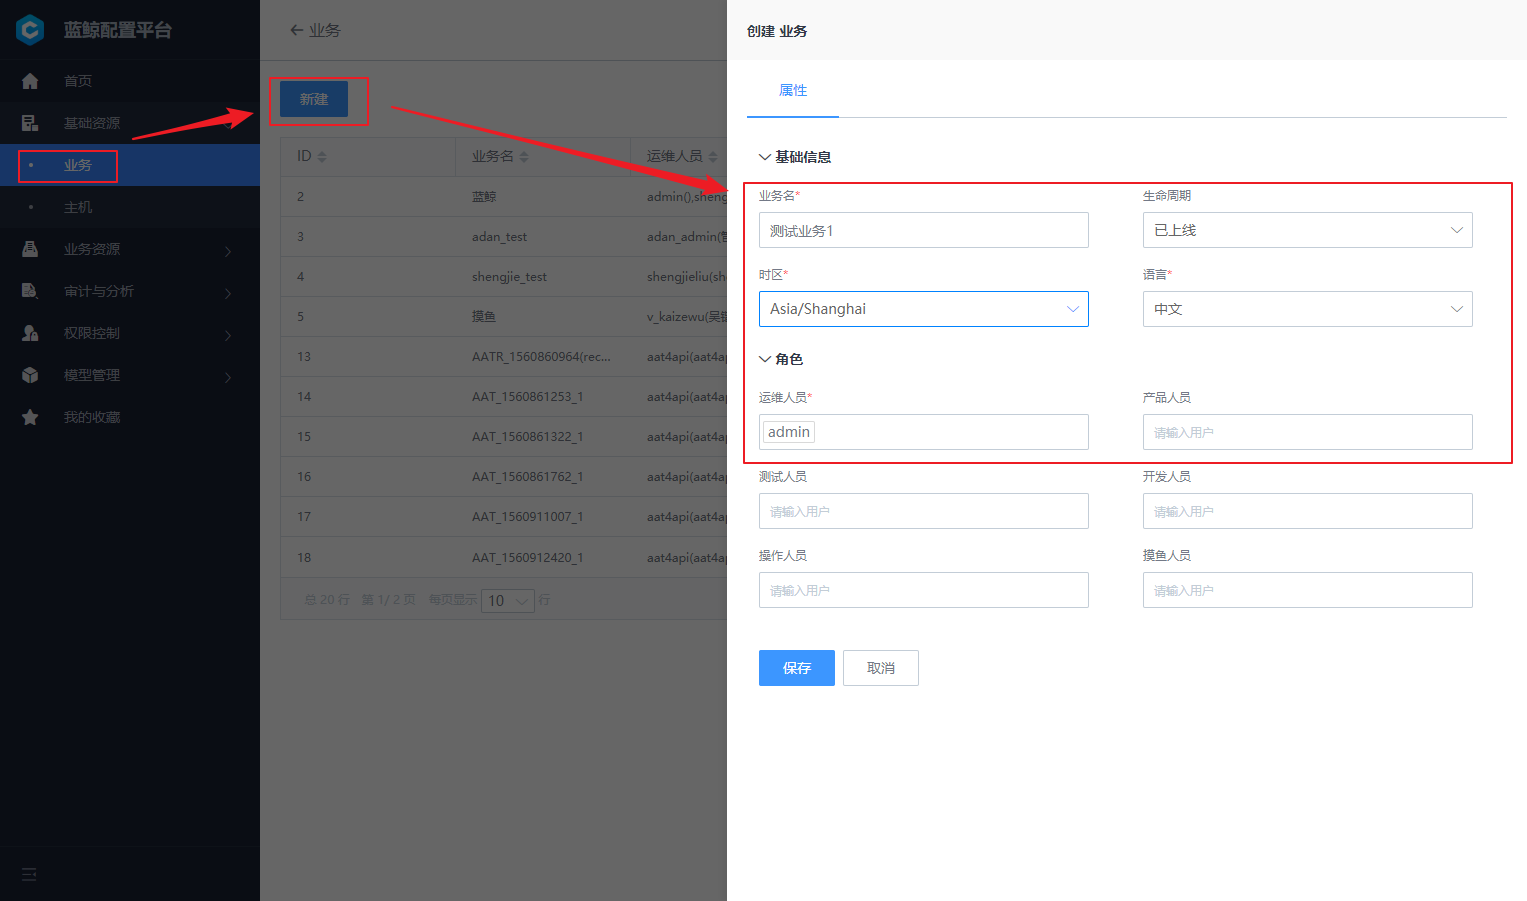 蓝鲸配置平台
首页
基础资源
业务
主机
业务资源
审计与分析
权限控制
模型管理
我的收藏
业务
新建
ID 业务名 运维人员
2 蓝鲸 admin(),sheng
3 adan_test adan_admin(管
4 shengjie_test shengjieliu(sh
5 摸鱼 v_kaizewu(吴锴
13 AATR_1560860964(rec... aat4api(aat4a
14 AAT_1560861253_1 aat4api(aat4a
15 AAT_1560861322_1 aat4api(aat4a
16 AAT_1560861762_1 aat4api(aat4a
17 AAT_1560911007_1 aat4api(aat4a
18 AAT_1560912420_1 aat4api(aat4a
总 20 行 第 1/ 2 页 每页显示 10 行
创建 业务
属性
基础信息
业务名* 生命周期
测试业务1 已上线
时区* 语言*
Asia/Shanghai 中文
角色
运维人员* 产品人员
admin 请输入用户
测试人员 开发人员
请输入用户 请输入用户
操作人员 摸鱼人员
请输入用户 请输入用户
保存 取消